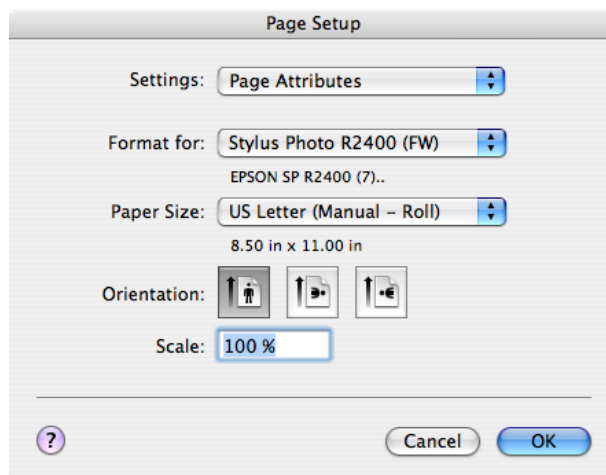 Page Setup
Settings: Page Attributes
Format for: Stylus Photo R2400 (FW)
EPSON SP R2400 (7)..
Paper Size: US Letter (Manual – Roll)
8.50 in x 11.00 in
Orientation:
Scale: 100 %
? Cancel OK